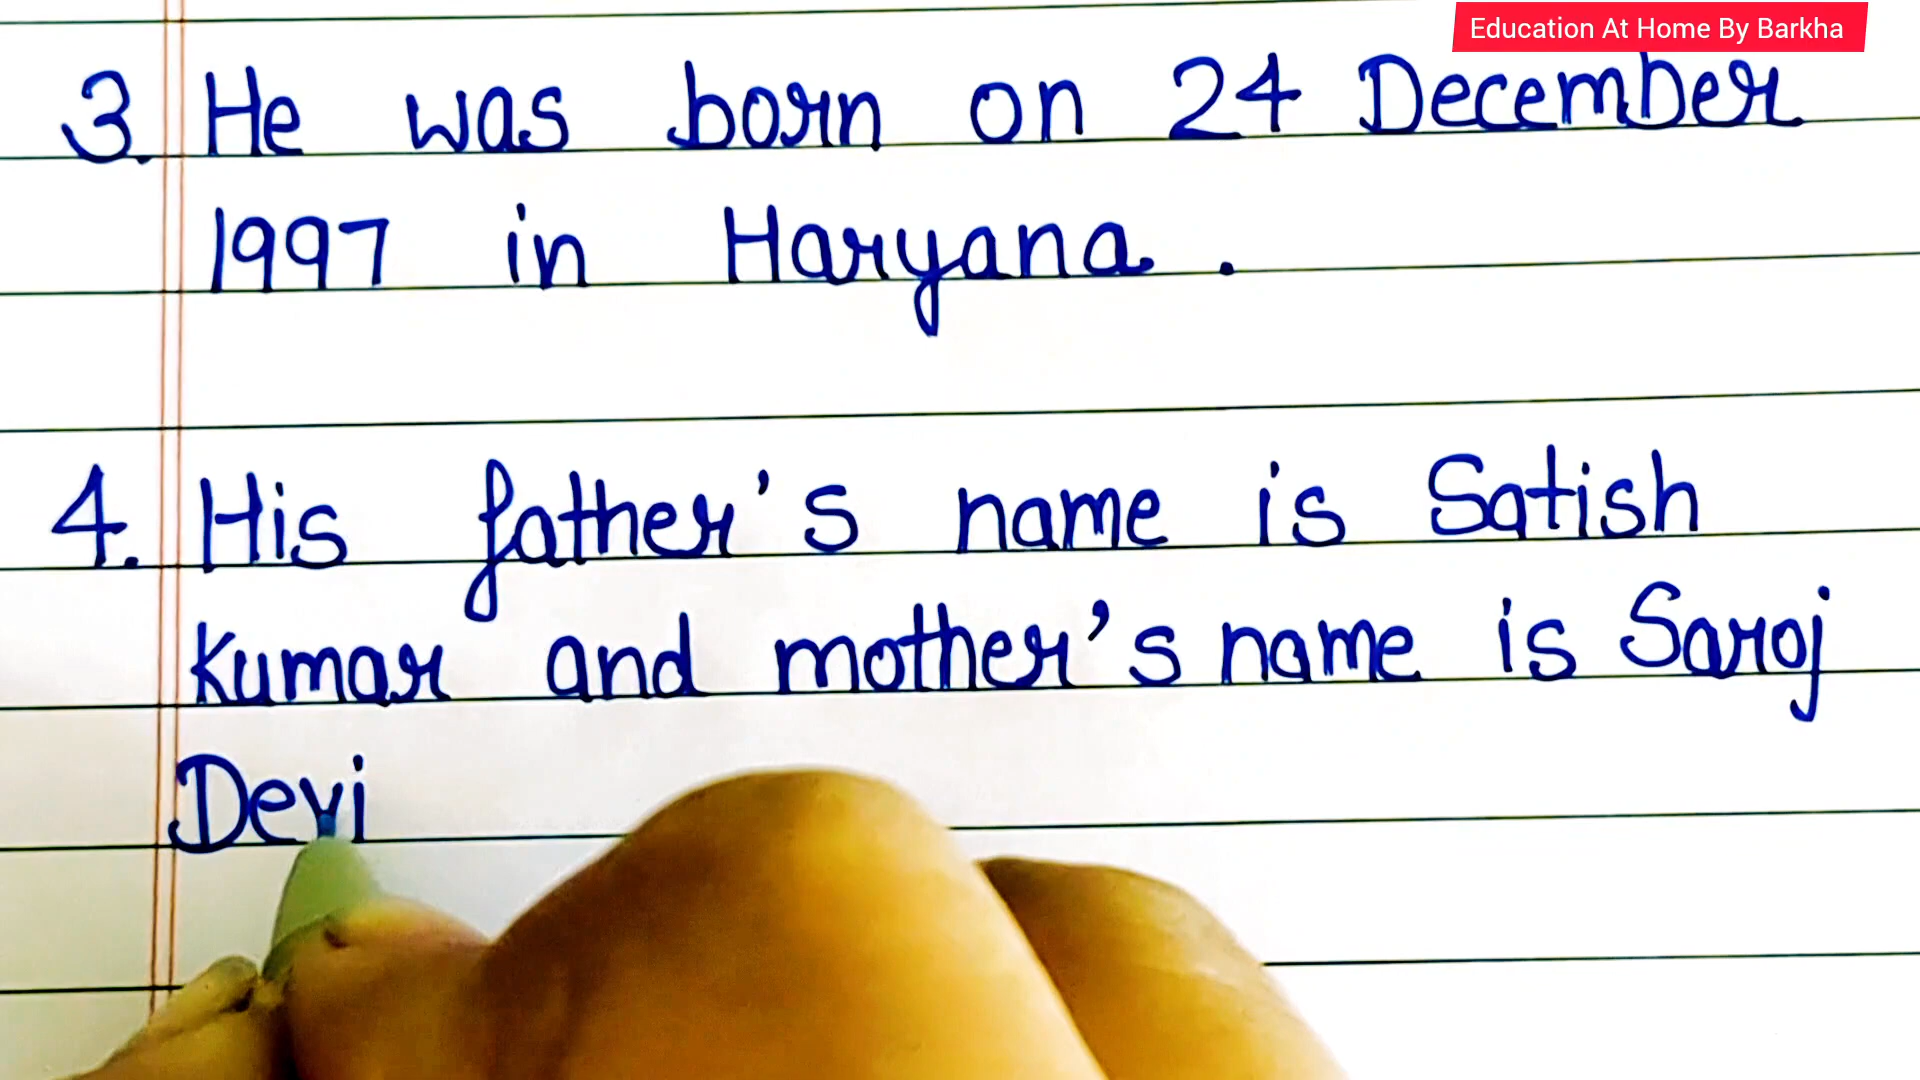 Education At Home By Barkha
3. He was born on 24 December
1997 in Haryana .
4. His father's name is Satish
Kumar and mother's name is Saroj
Devi